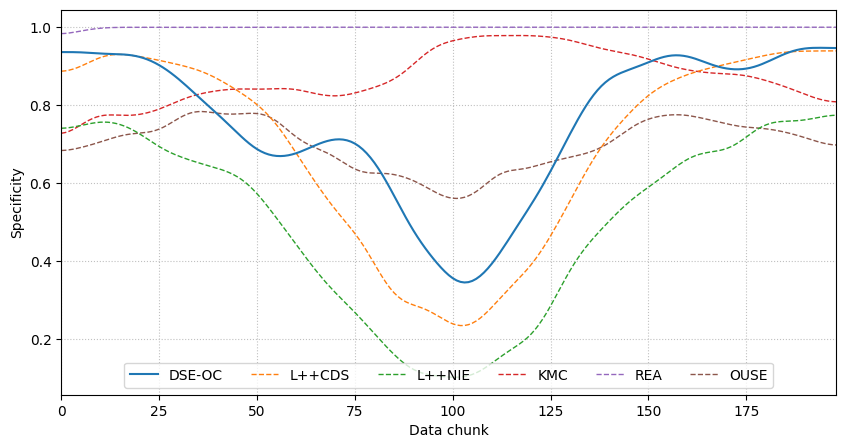 1.0
0.8
0.6
0.4
0.2
Specificity
DSE-OC L++CDS L++NIE KMC REA OUSE
0 25 50 75 100 125 150 175
Data chunk